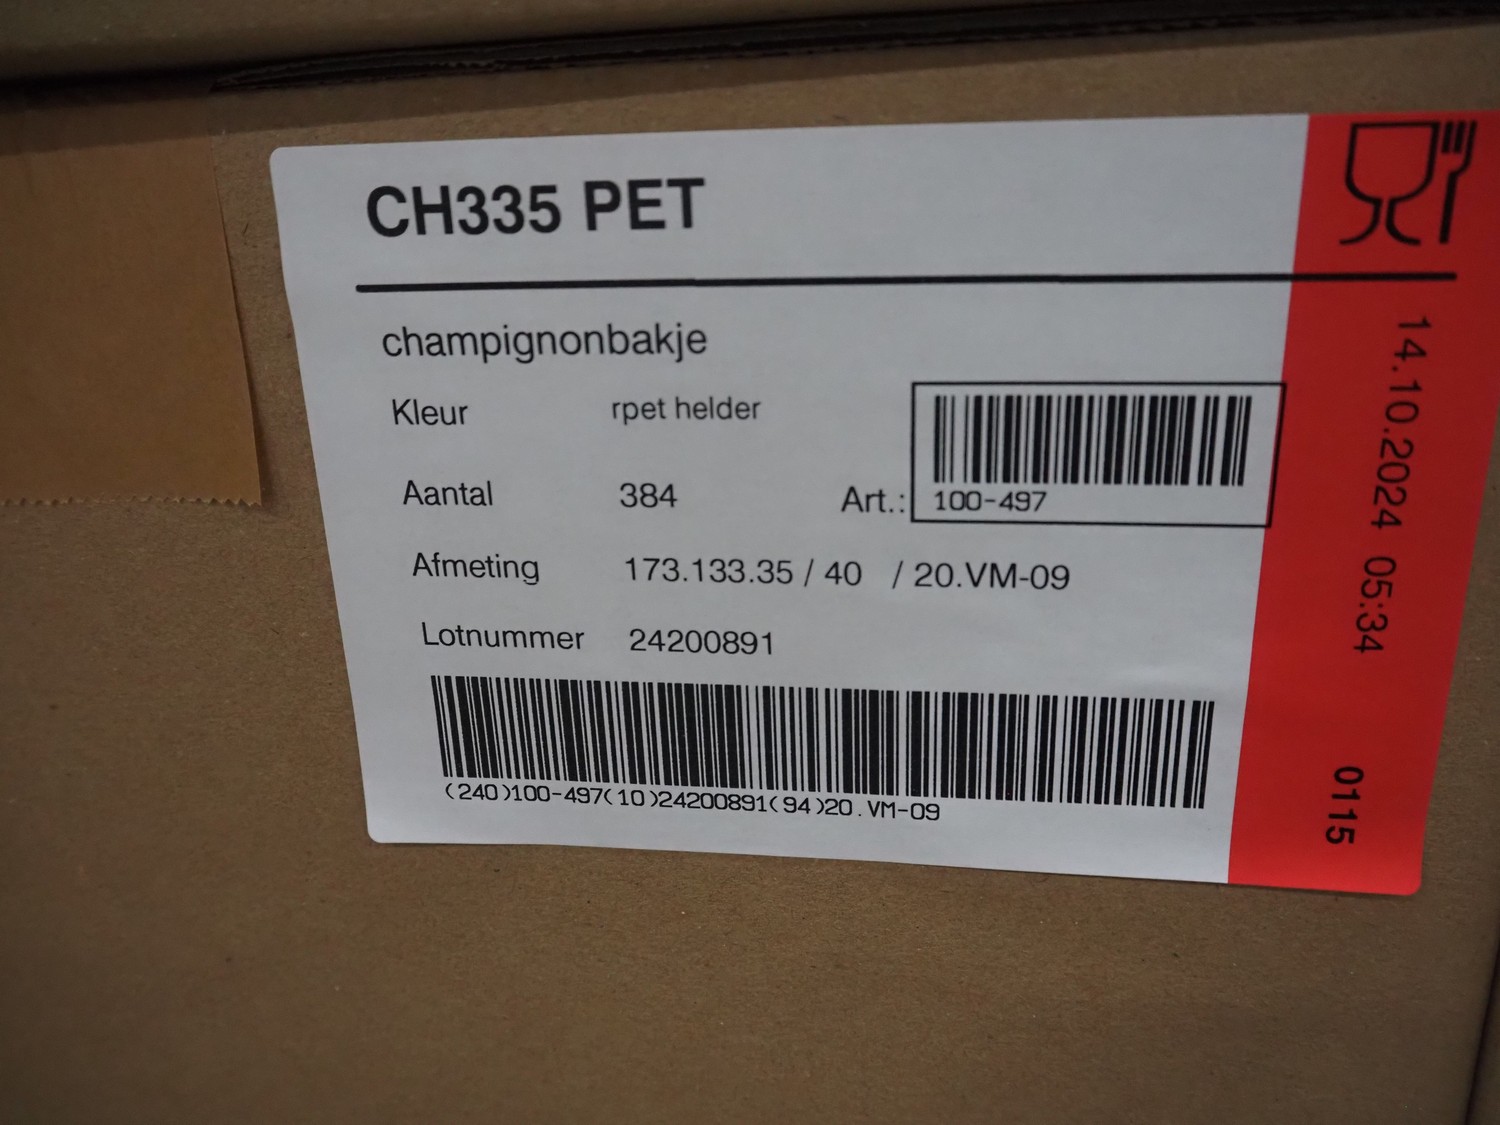 CH335 PET
champignonbakje
Kleur rpet helder
Aantal 384 Art.: 100-497
Afmeting 173.133.35 / 40 / 20.VM-09
Lotnummer 24200891
(240)100-497(10)24200891(94)20.VM-09
14.10.2024 05:34
0115